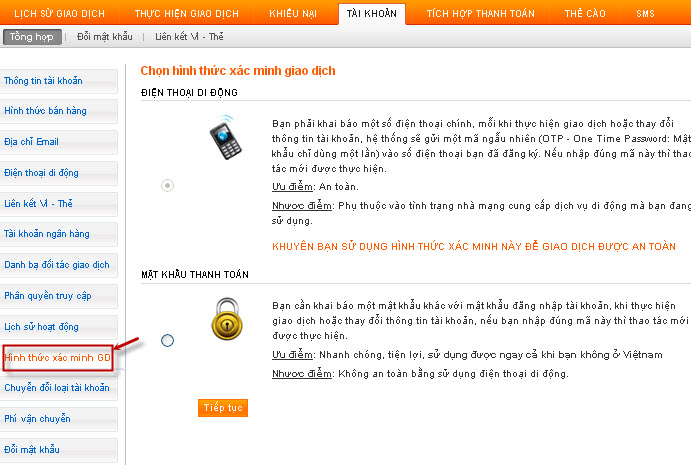 LỊCH SỬ GIAO DỊCH THỰC HIỆN GIAO DỊCH KHIẾU NẠI TÀI KHOẢN TÍCH HỢP THANH TOÁN THẺ CÀO SMS
Tổng hợp | Đổi mật khẩu | Liên kết Ví - Thẻ
Thông tin tài khoản
Hình thức bán hàng
Địa chỉ Email
Điện thoại di động
Liên kết Ví - Thẻ
Tài khoản ngân hàng
Danh bạ đối tác giao dịch
Phân quyền truy cập
Lịch sử hoạt động
Hình thức xác minh GD
Chuyển đổi loại tài khoản
Phí vận chuyển
Đổi mật khẩu
Chọn hình thức xác minh giao dịch
ĐIỆN THOẠI DI ĐỘNG
Bạn phải khai báo một số điện thoại chính, mỗi khi thực hiện giao dịch hoặc thay đổi
thông tin tài khoản, hệ thống sẽ gửi một mã ngẫu nhiên (OTP - One Time Password: Mật
khẩu chỉ dùng một lần) vào số điện thoại bạn đã đăng ký. Nếu nhập đúng mã này thì thao
tác mới được thực hiện.
Ưu điểm: An toàn.
Nhược điểm: Phụ thuộc vào tình trạng nhà mạng cung cấp dịch vụ di động mà bạn đang
sử dụng.
KHUYÊN BẠN SỬ DỤNG HÌNH THỨC XÁC MINH NÀY ĐỂ GIAO DỊCH ĐƯỢC AN TOÀN
MẬT KHẨU THANH TOÁN
Bạn cần khai báo một mật khẩu khác với mật khẩu đăng nhập tài khoản, khi thực hiện
giao dịch hoặc thay đổi thông tin tài khoản, nếu bạn nhập đúng mã này thì thao tác mới
được thực hiện.
Ưu điểm: Nhanh chóng, tiện lợi, sử dụng được ngay cả khi bạn không ở Việtnam
Nhược điểm: Không an toàn bằng sử dụng điện thoại di động.
Tiếp tục